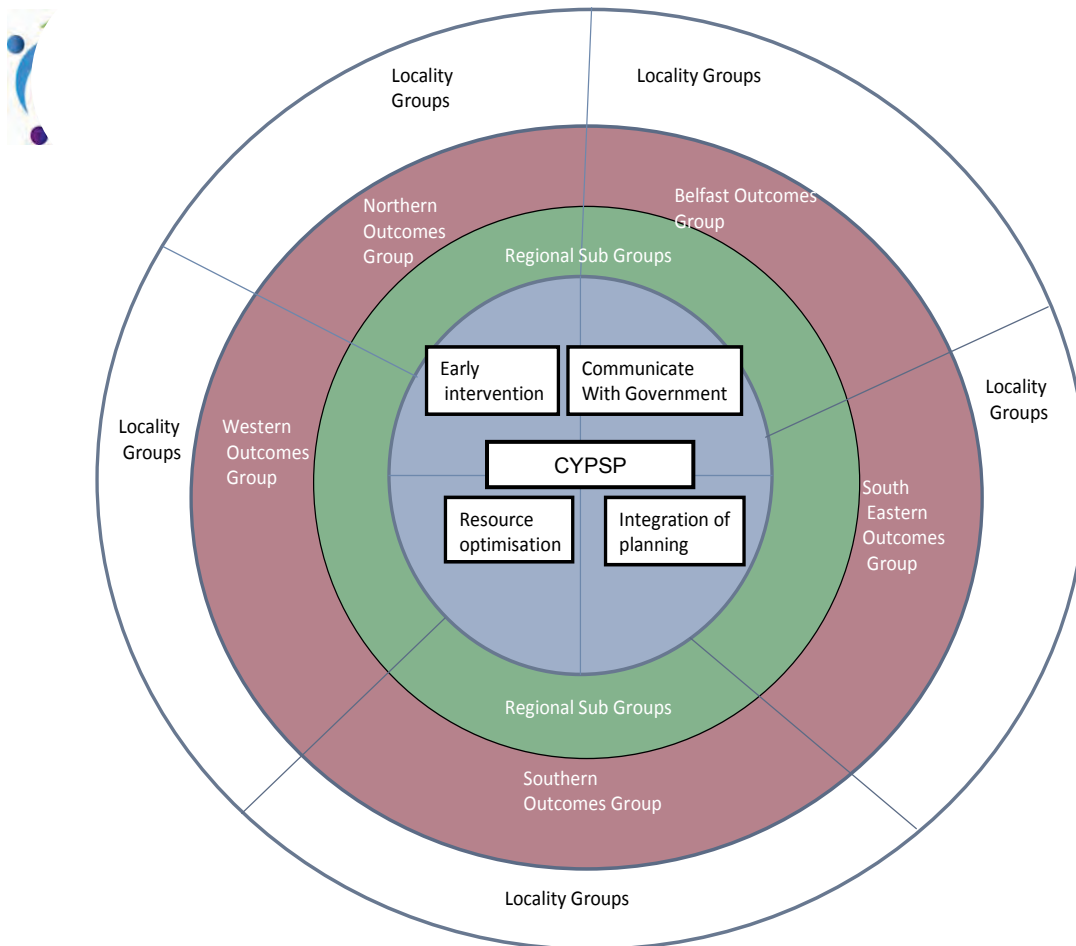 Locality
Groups
Locality Groups
Northern
Outcomes
Group
Belfast Outcomes
Group
Regional Sub Groups
Early
intervention
Communicate
With Government
Locality
Groups
Locality
Groups
Western
Outcomes
Group
CYPSP
South
Eastern
Outcomes
Group
Resource
optimisation
Integration of
planning
Regional Sub Groups
Southern
Outcomes Group
Locality Groups